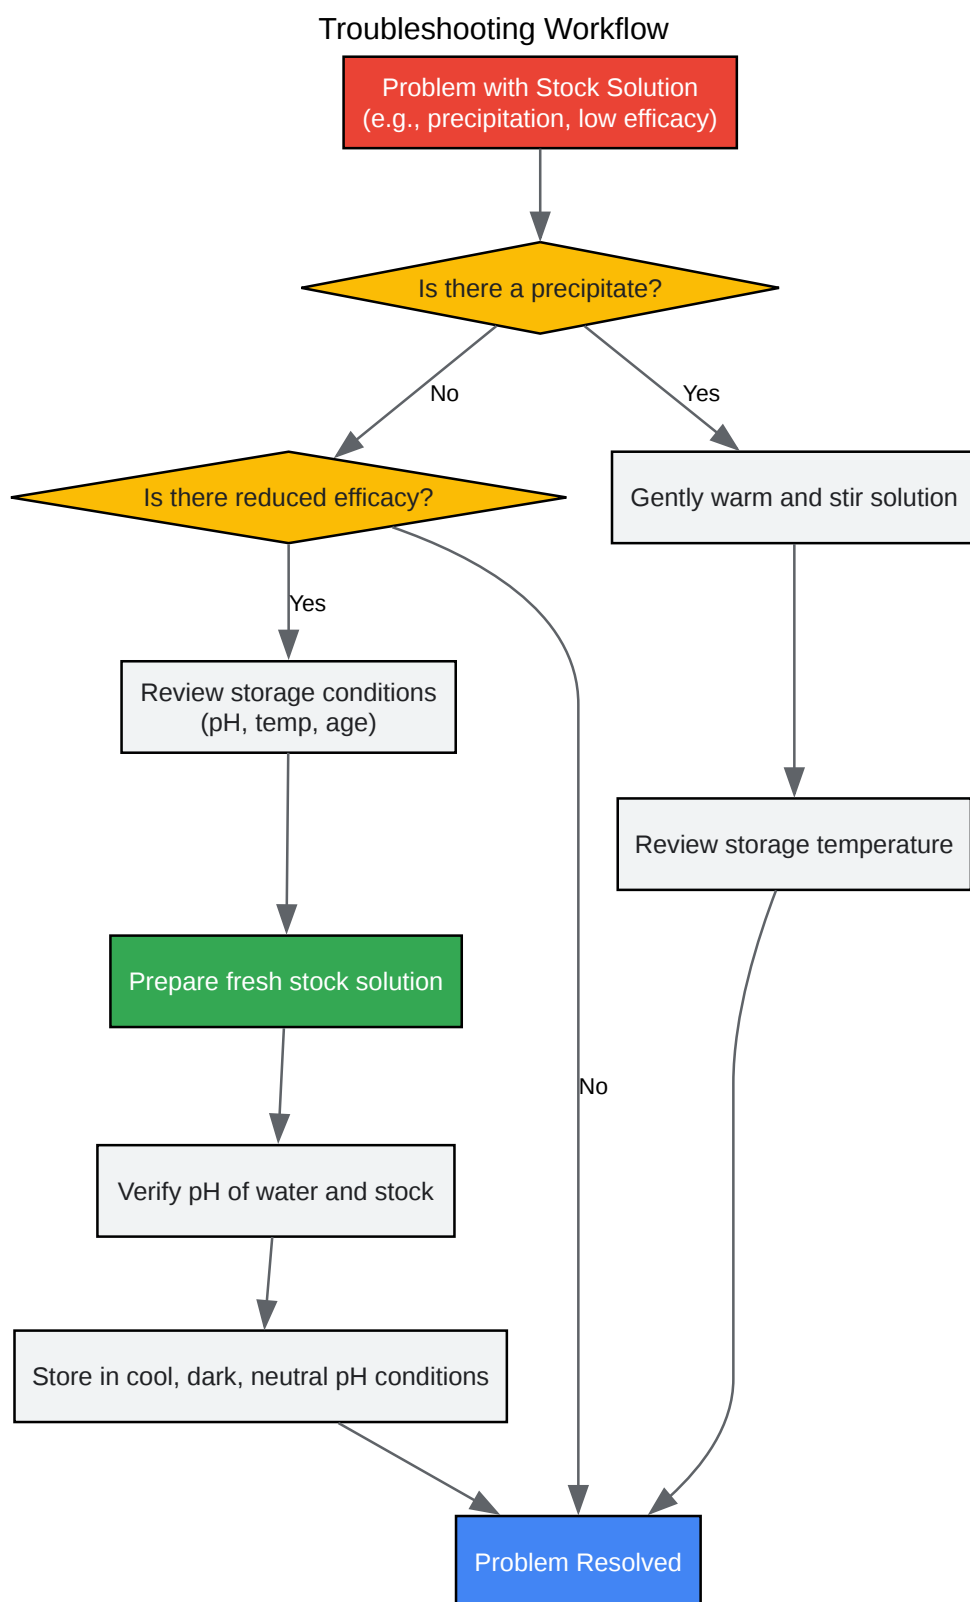 Troubleshooting Workflow
Problem with Stock Solution
(e.g., precipitation, low efficacy)
Is there a precipitate?
No
Yes
Is there reduced efficacy?
Gently warm and stir solution
Yes
Review storage conditions
(pH, temp, age)
Review storage temperature
Prepare fresh stock solution
No
Verify pH of water and stock
Store in cool, dark, neutral pH conditions
Problem Resolved